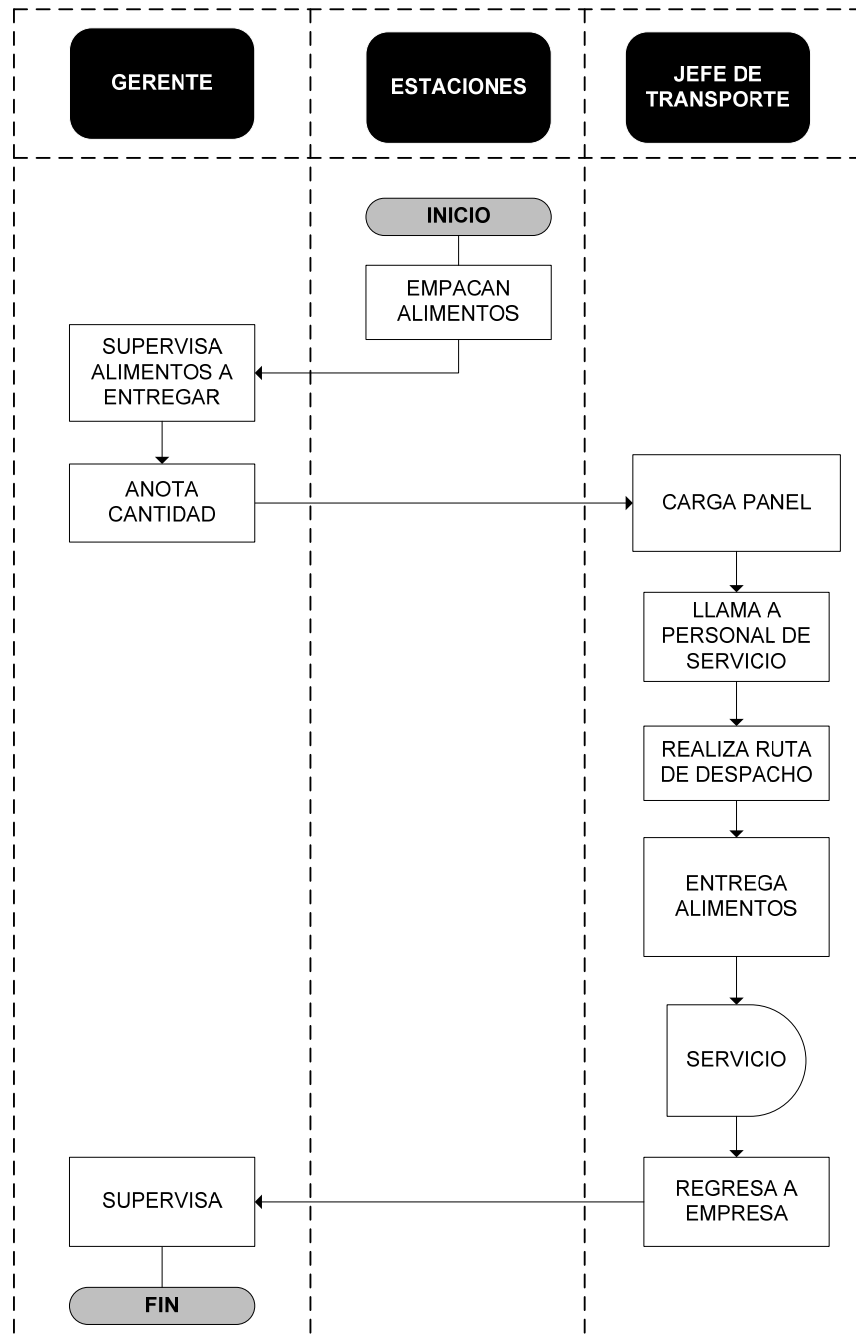 GERENTE
ESTACIONES
JEFE DE
TRANSPORTE
INICIO
EMPACAN
ALIMENTOS
SUPERVISA
ALIMENTOS A
ENTREGAR
ANOTA
CANTIDAD
CARGA PANEL
LLAMA A
PERSONAL DE
SERVICIO
REALIZA RUTA
DE DESPACHO
ENTREGA
ALIMENTOS
SERVICIO
REGRESA A
EMPRESA
SUPERVISA
FIN